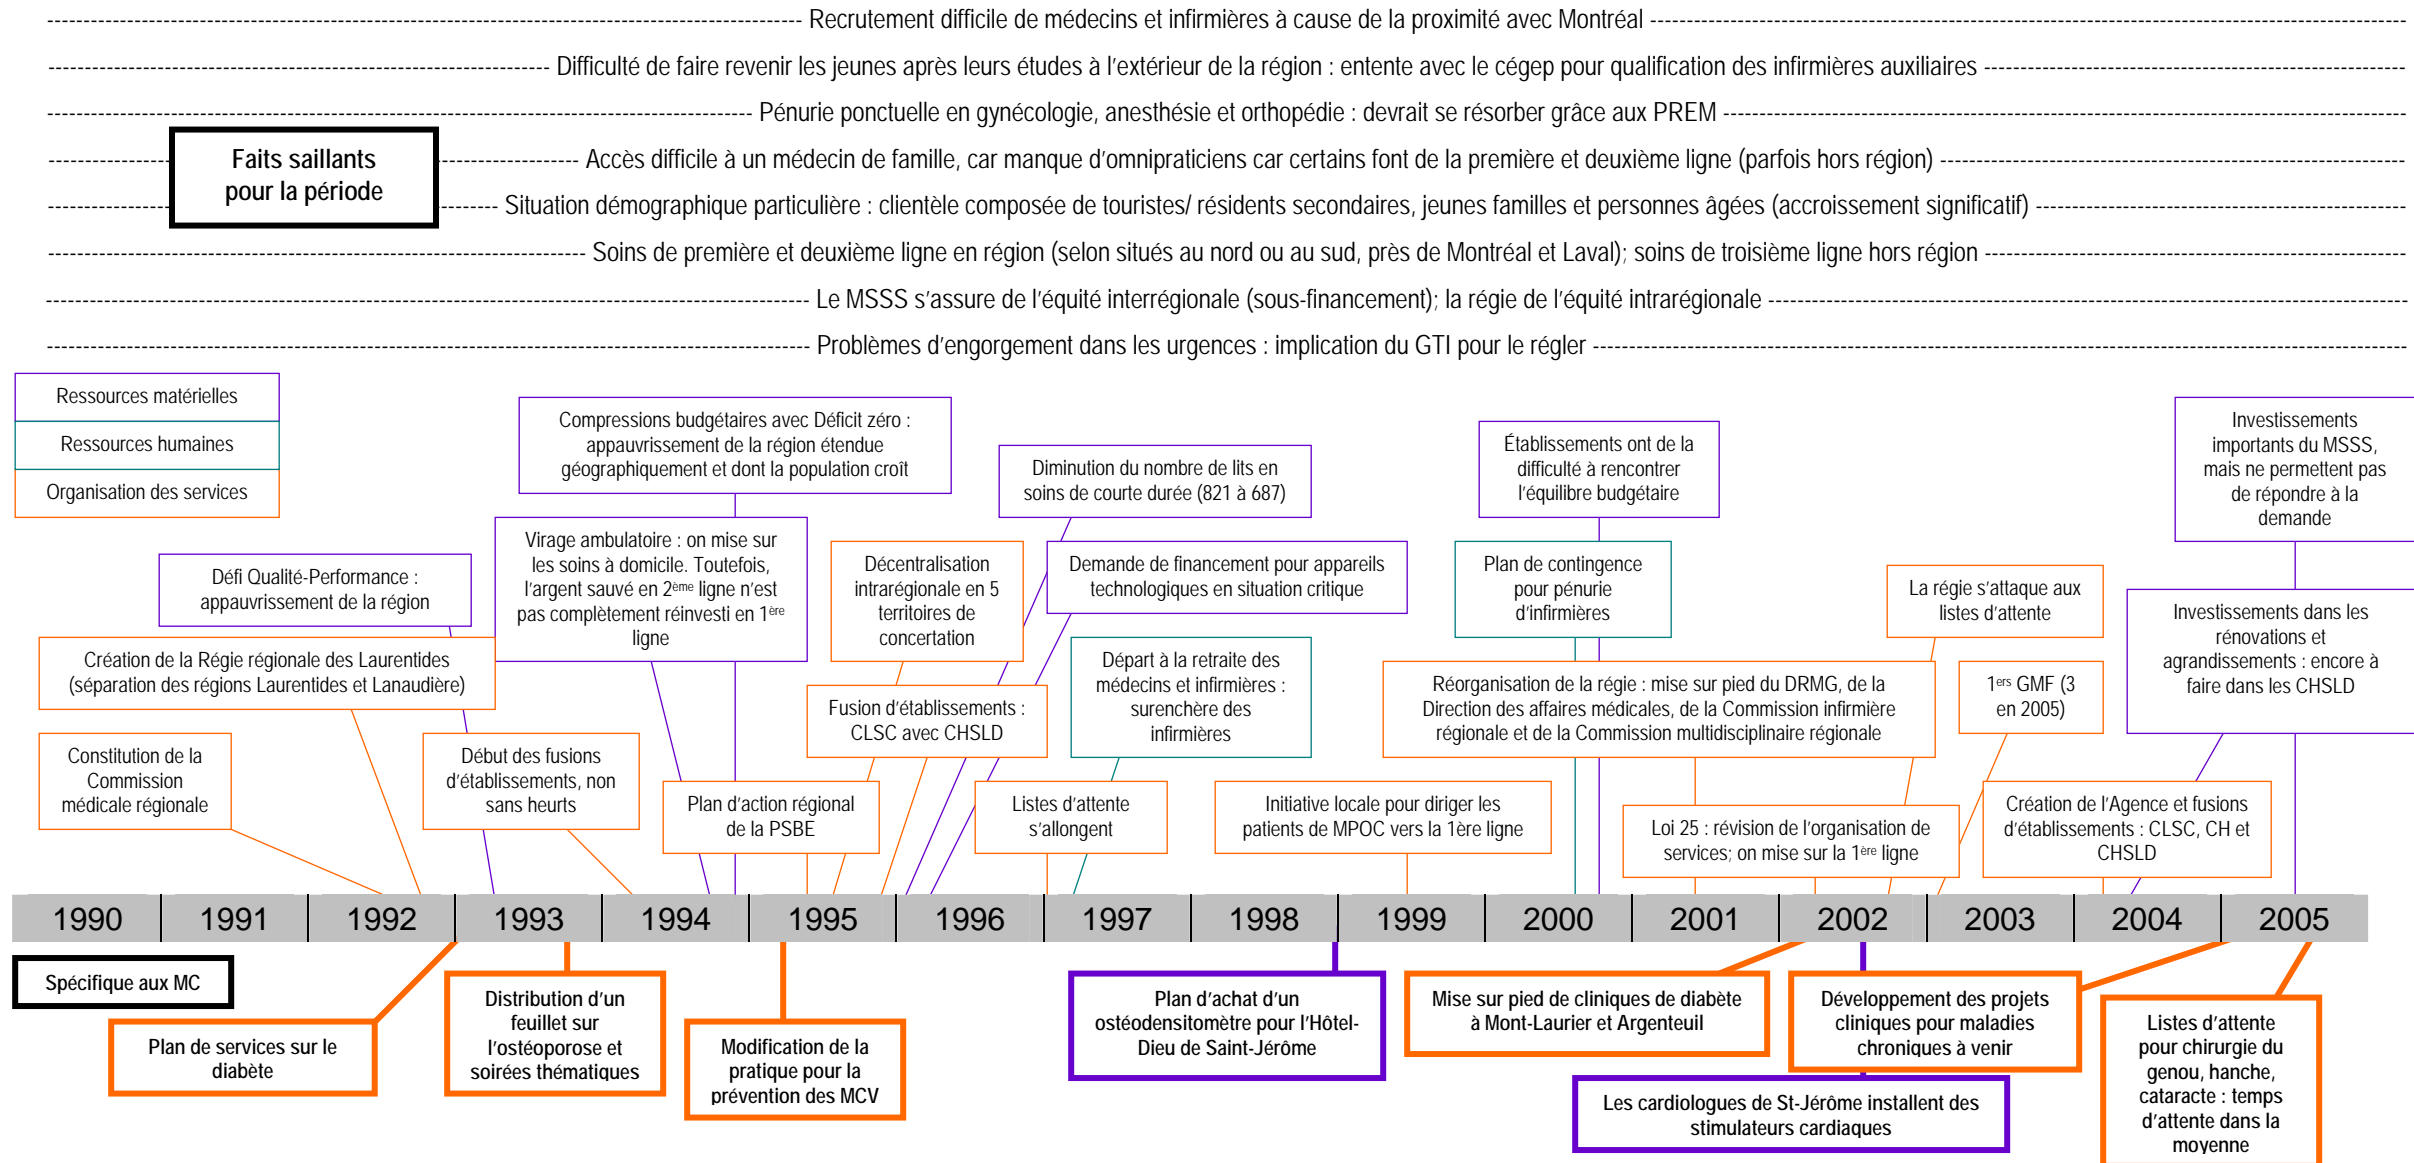 Recrutement difficile de médecins et infirmières à cause de la proximité avec Montréal
Difficulté de faire revenir les jeunes après leurs études à l'extérieur de la région : entente avec le cégep pour qualification des infirmières auxiliaires
Pénurie ponctuelle en gynécologie, anesthésie et orthopédie : devrait se résorber grâce aux PREM
Faits saillants
pour la période
Accès difficile à un médecin de famille, car manque d'omnipraticiens car certains font de la première et deuxième ligne (parfois hors région)
Situation démographique particulière : clientèle composée de touristes/ résidents secondaires, jeunes familles et personnes âgées (accroissement significatif)
Soins de première et deuxième ligne en région (selon situés au nord ou au sud, près de Montréal et Laval); soins de troisième ligne hors région
Le MSSS s'assure de l'équité interrégionale (sous-financement); la régie de l'équité intrarégionale
Problèmes d'engorgement dans les urgences : implication du GTI pour le régler
Ressources matérielles
Ressources humaines
Organisation des services
Compressions budgétaires avec Déficit zéro :
appauvrissement de la région étendue
géographiquement et dont la population croît
Diminution du nombre de lits en
soins de courte durée (821 à 687)
Établissements ont de la
difficulté à rencontrer
l'équilibre budgétaire
Investissements
importants du MSSS,
mais ne permettent pas
de répondre à la
demande
Défi Qualité-Performance :
appauvrissement de la région
Virage ambulatoire : on mise sur
les soins à domicile. Toutefois,
l'argent sauvé en 2ème ligne n'est
pas complètement réinvesti en 1ère
ligne
Décentralisation
intrarégionale en 5
territoires de
concertation
Demande de financement pour appareils
technologiques en situation critique
Plan de contingence
pour pénurie
d'infirmières
La régie s'attaque aux
listes d'attente
Investissements dans les
rénovations et
agrandissements : encore à
faire dans les CHSLD
Création de la Régie régionale des Laurentides
(séparation des régions Laurentides et Lanaudière)
Fusion d'établissements :
CLSC avec CHSLD
Départ à la retraite des
médecins et infirmières :
surenchère des
infirmières
Réorganisation de la régie : mise sur pied du DRMG, de la
Direction des affaires médicales, de la Commission infirmière
régionale et de la Commission multidisciplinaire régionale
1ers GMF (3
en 2005)
Constitution de la
Commission
médicale régionale
Début des fusions
d'établissements, non
sans heurts
Plan d'action régional
de la PSBE
Listes d'attente
s'allongent
Initiative locale pour diriger les
patients de MPOC vers la 1ère ligne
Loi 25 : révision de l'organisation de
services; on mise sur la 1ère ligne
Création de l'Agence et fusions
d'établissements : CLSC, CH et
CHSLD
1990 1991 1992 1993 1994 1995 1996 1997 1998 1999 2000 2001 2002 2003 2004 2005
Spécifique aux MC
Plan de services sur le
diabète
Distribution d'un
feuillet sur
l'ostéoporose et
soirées thématiques
Modification de la
pratique pour la
prévention des MCV
Plan d'achat d'un
ostéodensitomètre pour l'Hôtel-
Dieu de Saint-Jérôme
Mise sur pied de cliniques de diabète
à Mont-Laurier et Argenteuil
Développement des projets
cliniques pour maladies
chroniques à venir
Les cardiologues de St-Jérôme installent des
stimulateurs cardiaques
Listes d'attente
pour chirurgie du
genou, hanche,
cataracte : temps
d'attente dans la
moyenne